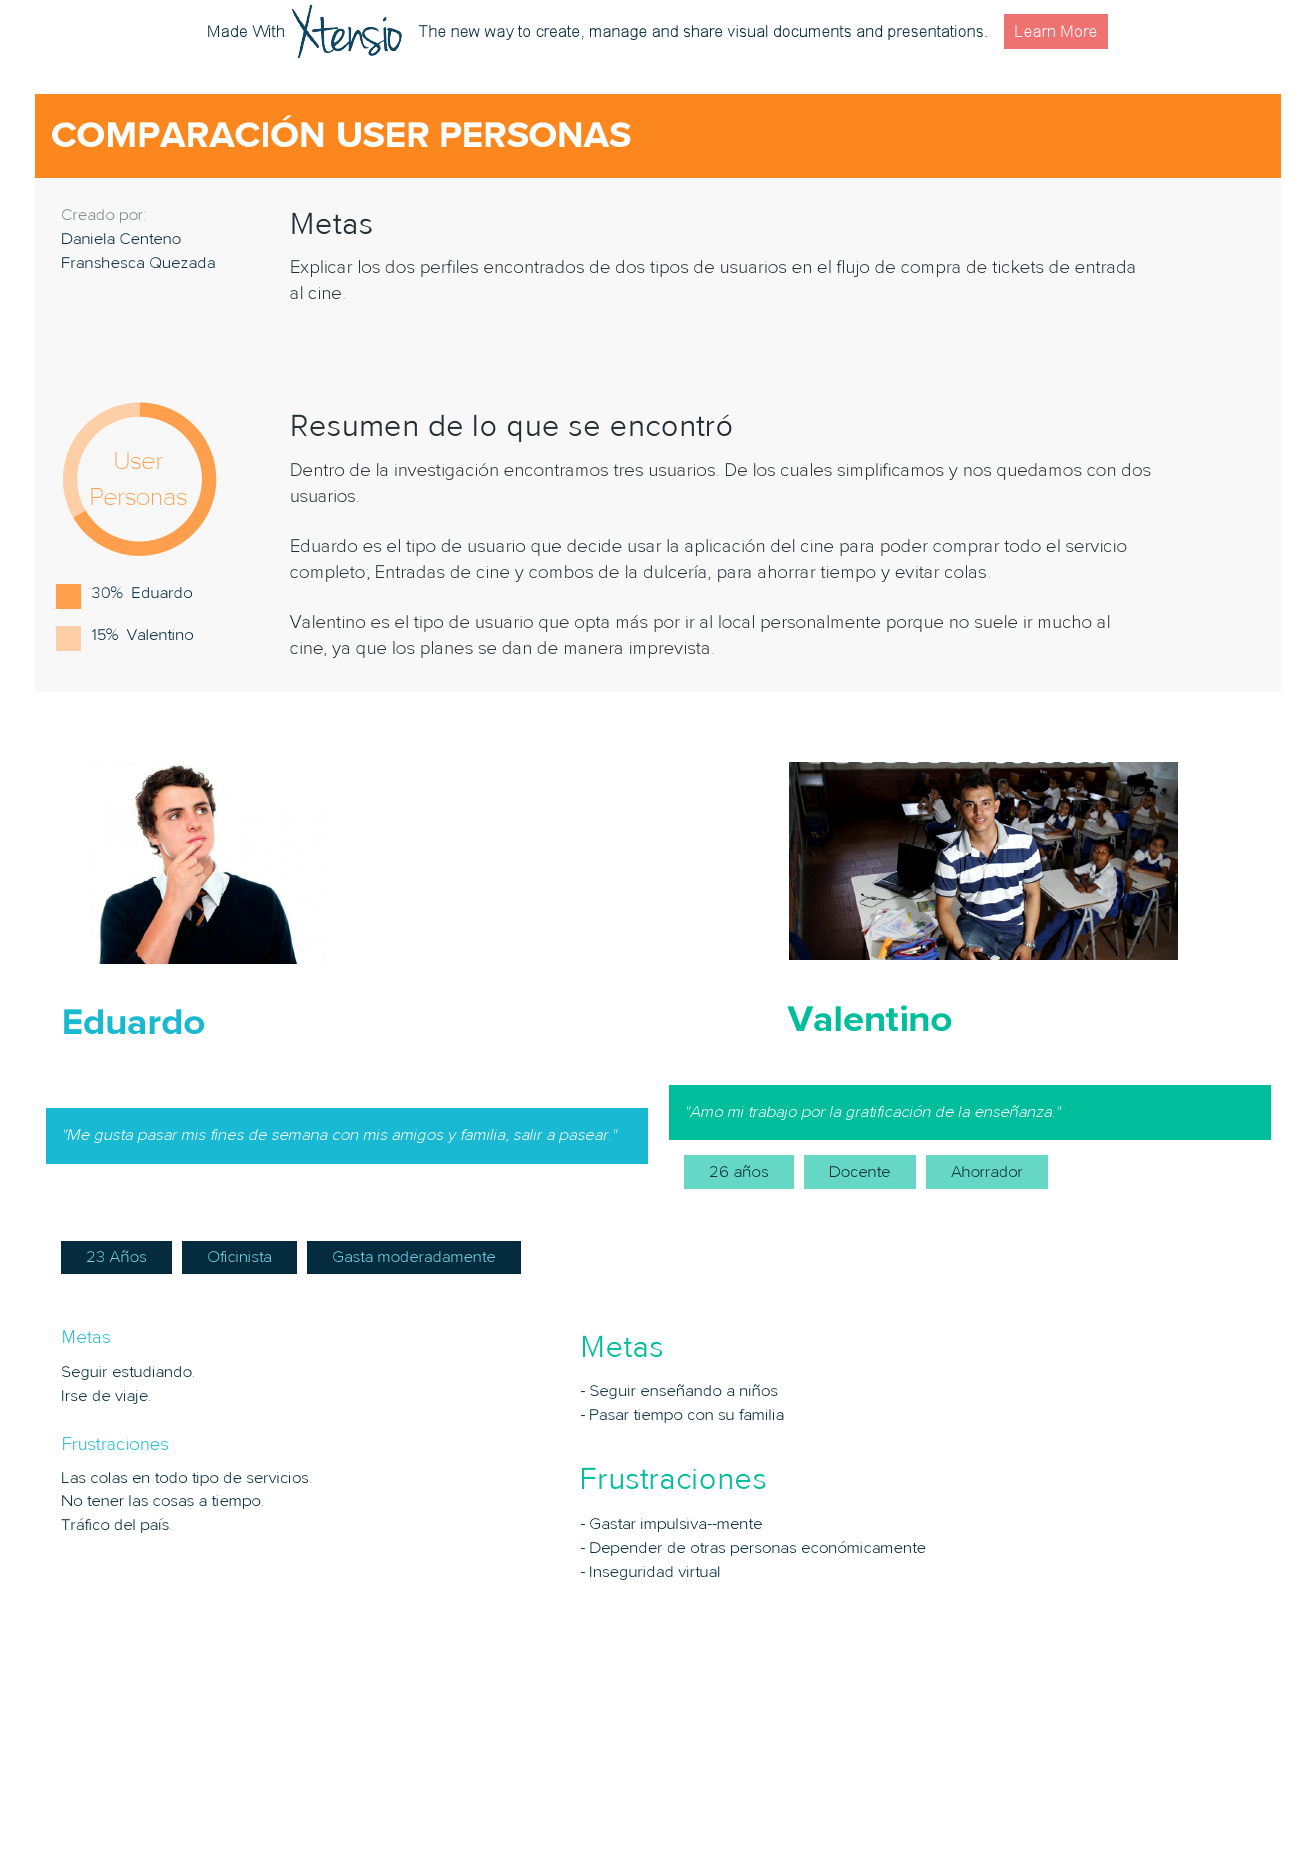 Made With Xtensio The new way to create, manage and share visual documents and presentations. Learn More
COMPARACIÓN USER PERSONAS
Creado por:
Daniela Centeno
Franshesca Quezada
Metas
Explicar los dos perfiles encontrados de dos tipos de usuarios en el flujo de compra de tickets de entrada
al cine.
User
Personas
30% Eduardo
15% Valentino
Resumen de lo que se encontró
Dentro de la investigación encontramos tres usuarios. De los cuales simplificamos y nos quedamos con dos
usuarios.
Eduardo es el tipo de usuario que decide usar la aplicación del cine para poder comprar todo el servicio
completo; Entradas de cine y combos de la dulcería, para ahorrar tiempo y evitar colas.
Valentino es el tipo de usuario que opta más por ir al local personalmente porque no suele ir mucho al
cine, ya que los planes se dan de manera imprevista.
Eduardo
"Me gusta pasar mis fines de semana con mis amigos y familia, salir a pasear."
23 Años Oficinista Gasta moderadamente
Metas
Seguir estudiando.
Irse de viaje.
Frustraciones
Las colas en todo tipo de servicios.
No tener las cosas a tiempo.
Tráfico del país.
Valentino
"Amo mi trabajo por la gratificación de la enseñanza."
26 años Docente Ahorrador
Metas
- Seguir enseñando a niños
- Pasar tiempo con su familia
Frustraciones
- Gastar impulsiva--mente
- Depender de otras personas económicamente
- Inseguridad virtual